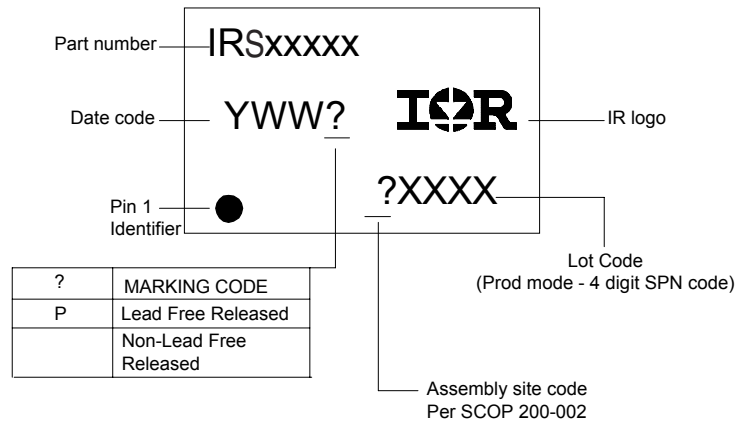 Part number
IRSxxxxx
Date code
YWW?
IOR
IR logo
?XXXX
Pin 1
Identifier
Lot Code
(Prod mode - 4 digit SPN code)
? MARKING CODE
P Lead Free Released
Non-Lead Free
Released
Assembly site code
Per SCOP 200-002